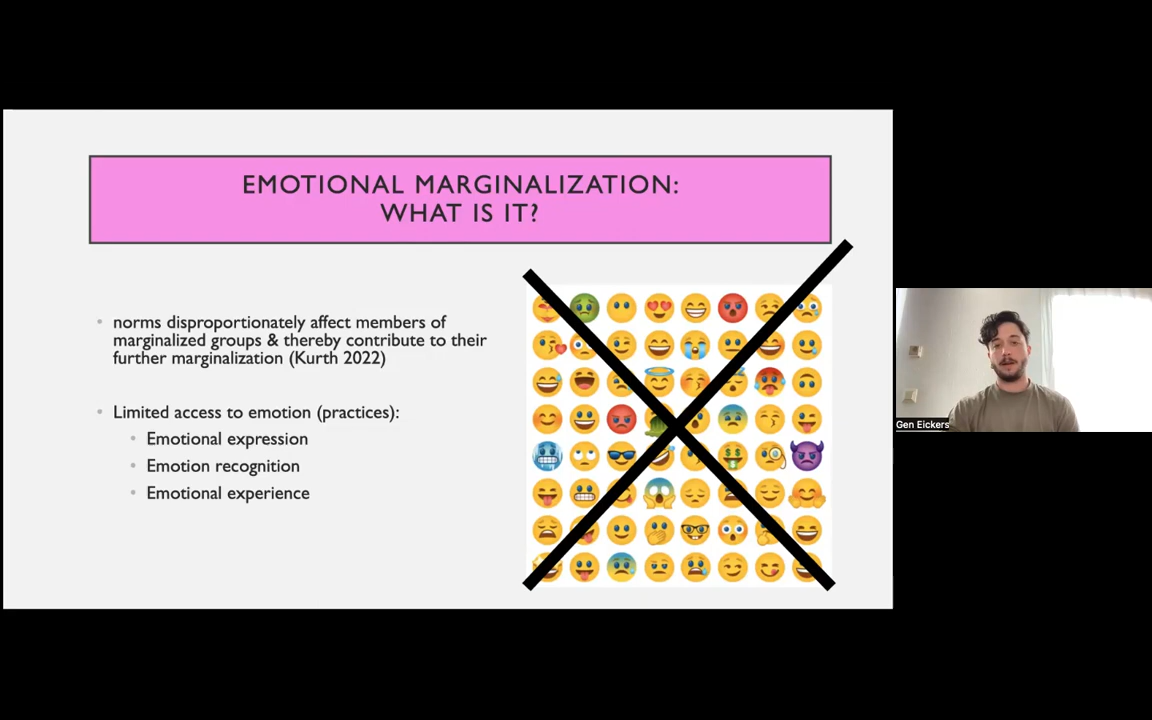 EMOTIONAL MARGINALIZATION:
WHAT IS IT?
• norms disproportionately affect members of
marginalized groups & thereby contribute to their
further marginalization (Kurth 2022)
• Limited access to emotion (practices):
• Emotional expression
• Emotion recognition
• Emotional experience
Gen Eickers